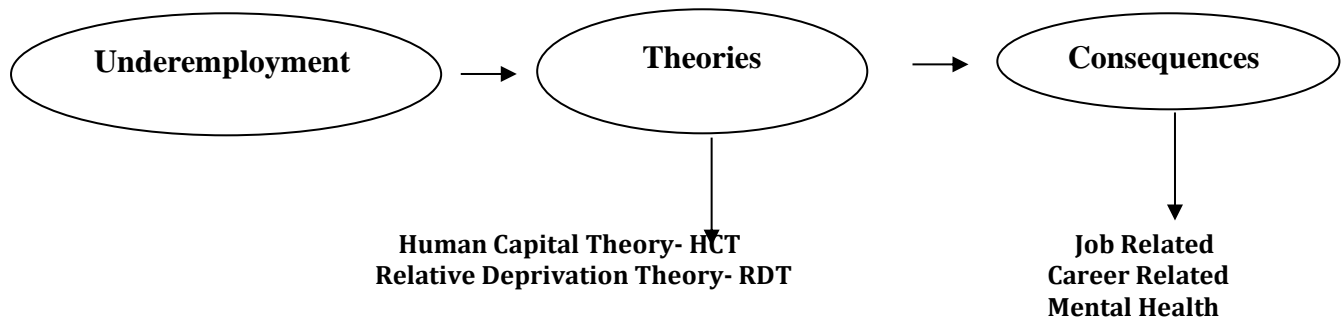 Underemployment
Theories
Consequences
Human Capital Theory- HCT
Relative Deprivation Theory- RDT
Job Related
Career Related
Mental Health